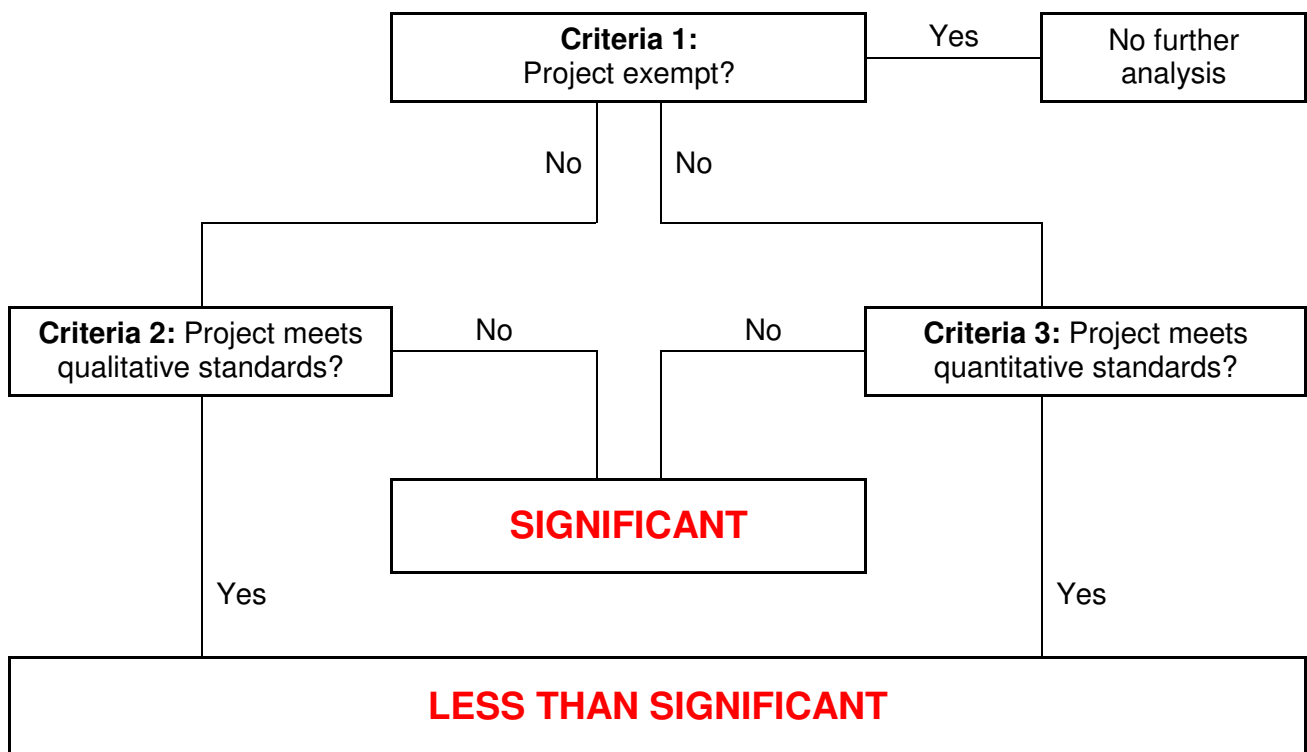 Criteria 1:
Project exempt?
Yes
No further
analysis
No
No
Criteria 2: Project meets
qualitative standards?
No
No
Criteria 3: Project meets
quantitative standards?
SIGNIFICANT
Yes
Yes
LESS THAN SIGNIFICANT